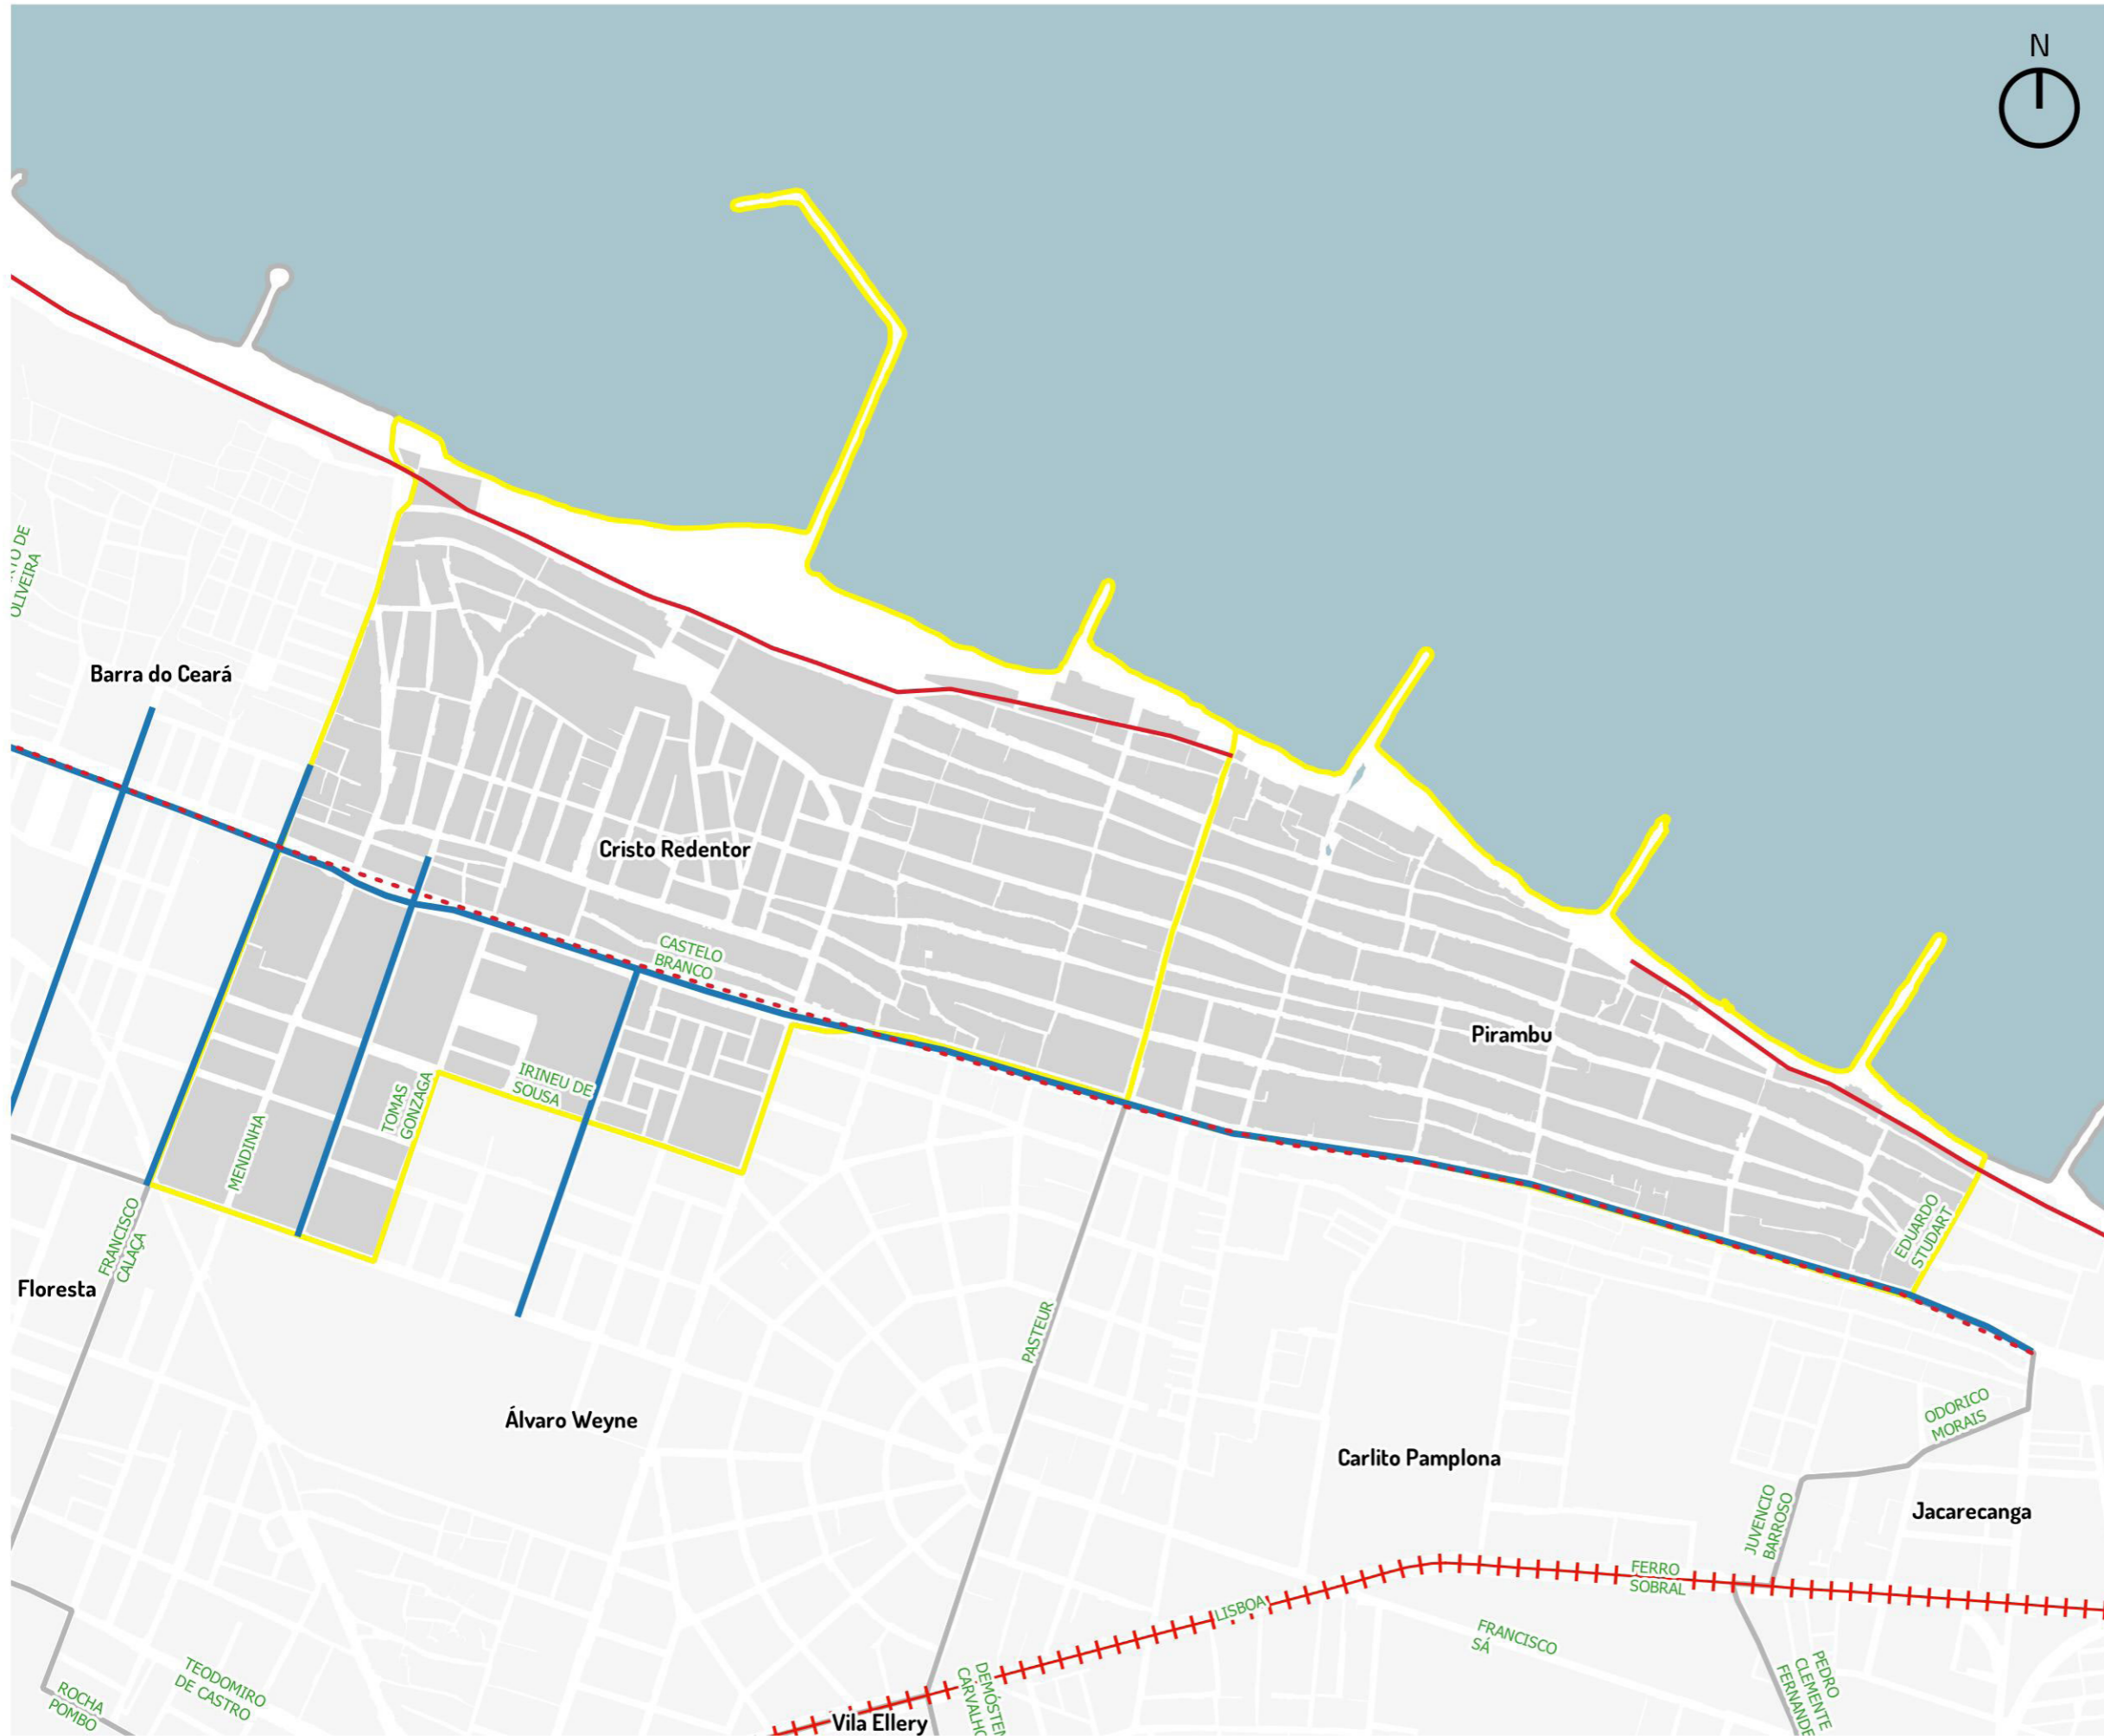 N
OLIVEIRA
Barra do Ceará
Cristo Redentor
CASTELO
BRANCO
Pirambu
IRINEU DE
SOUSA
TOMAS
GONZAGA
MENDINHA
FRANCISCO
CALAÇA
EDUARDO
STUDART
Floresta
PASTEUR
Álvaro Weyne
ODORICO
MORAIS
Carlito Pamplona
JUVENCIO
BARROSO
Jacarecanga
FERRO
SOBRAL
LISBOA
FRANCISCO
SÁ
TEODOMIRO
DE CASTRO
ROCHA
POMBO
Vila Ellery
PEDRO
CLEMENTE